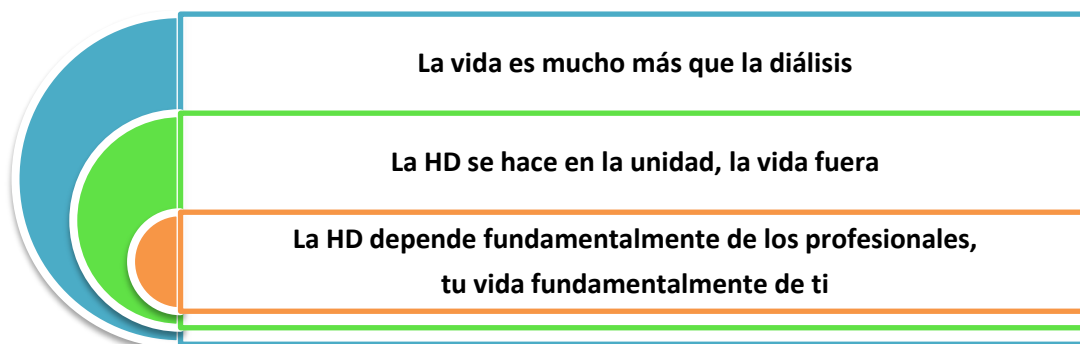 La vida es mucho más que la diálisis
La HD se hace en la unidad, la vida fuera
La HD depende fundamentalmente de los profesionales,
tu vida fundamentalmente de ti